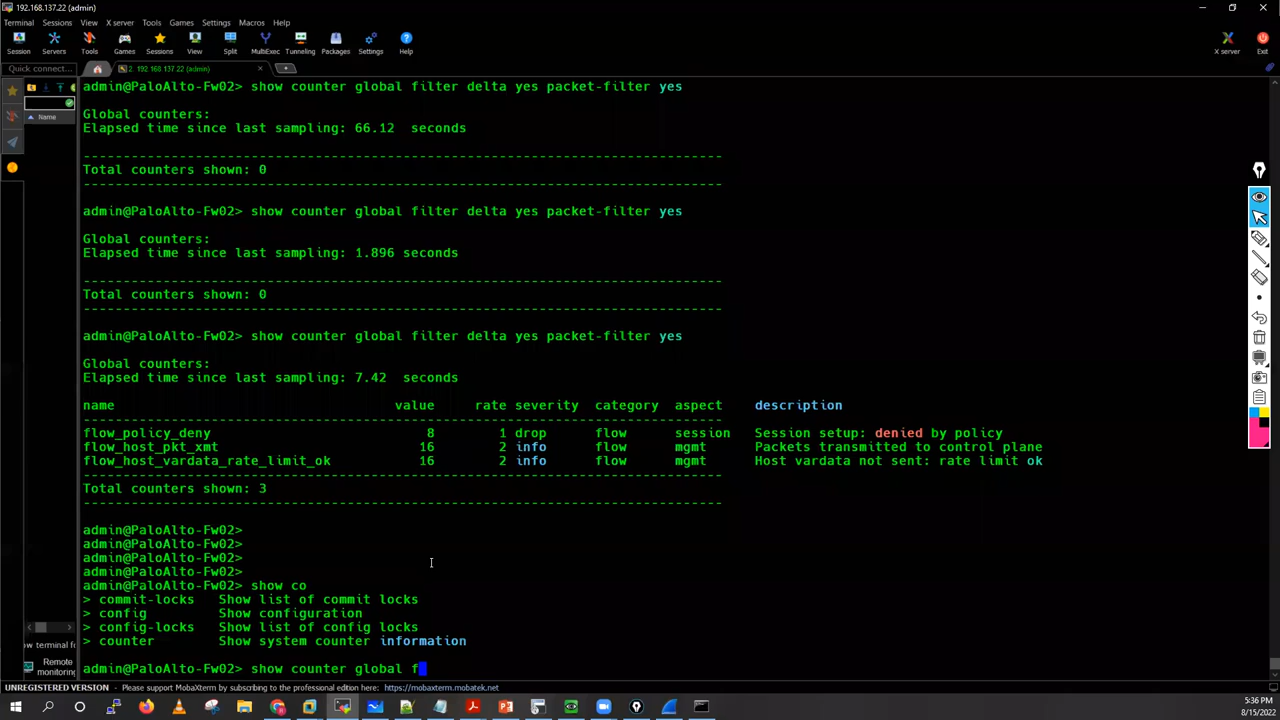 192.168.137.22 (admin)
Terminal Sessions View X server Tools Games Settings Macros Help
Session Servers Tools Games Sessions View Split MultiExec Tunneling Packages Settings Help X server Exit
Quick connect... 2. 192.168.137.22 (admin)
Name
admin@PaloAlto-Fw02> show counter global filter delta yes packet-filter yes
Global counters:
Elapsed time since last sampling: 66.12 seconds
--------------------------------------------------------------------------------
Total counters shown: 0
--------------------------------------------------------------------------------
admin@PaloAlto-Fw02> show counter global filter delta yes packet-filter yes
Global counters:
Elapsed time since last sampling: 1.896 seconds
--------------------------------------------------------------------------------
Total counters shown: 0
--------------------------------------------------------------------------------
admin@PaloAlto-Fw02> show counter global filter delta yes packet-filter yes
Global counters:
Elapsed time since last sampling: 7.42 seconds
name value rate severity category aspect description
--------------------------------------------------------------------------------
flow_policy_deny 8 1 drop flow session Session setup: denied by policy
flow_host_pkt_xmt 16 2 info flow mgmt Packets transmitted to control plane
flow_host_vardata_rate_limit_ok 16 2 info flow mgmt Host vardata not sent: rate limit ok
--------------------------------------------------------------------------------
Total counters shown: 3
--------------------------------------------------------------------------------
admin@PaloAlto-Fw02>
admin@PaloAlto-Fw02>
admin@PaloAlto-Fw02>
admin@PaloAlto-Fw02>
admin@PaloAlto-Fw02> show co
> commit-locks Show list of commit locks
> config Show configuration
> config-locks Show list of config locks
> counter Show system counter information
admin@PaloAlto-Fw02> show counter global f
ow terminal fo
Remote
monitoring
UNREGISTERED VERSION - Please support MobaXterm by subscribing to the professional edition here: https://mobaxterm.mobatek.net
5:36 PM
8/15/2022